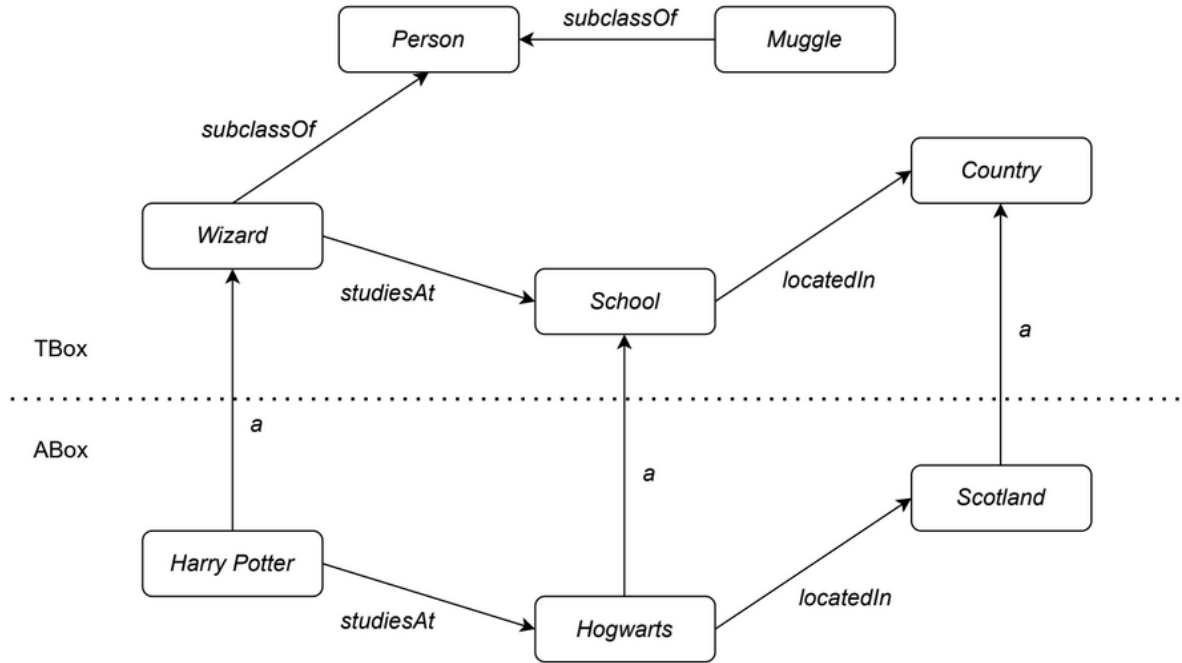 subclassOf
Person
Muggle
subclassOf
Country
Wizard
studiesAt
School
locatedIn
a
TBox
a
ABox
a
Scotland
Harry Potter
locatedIn
studiesAt
Hogwarts